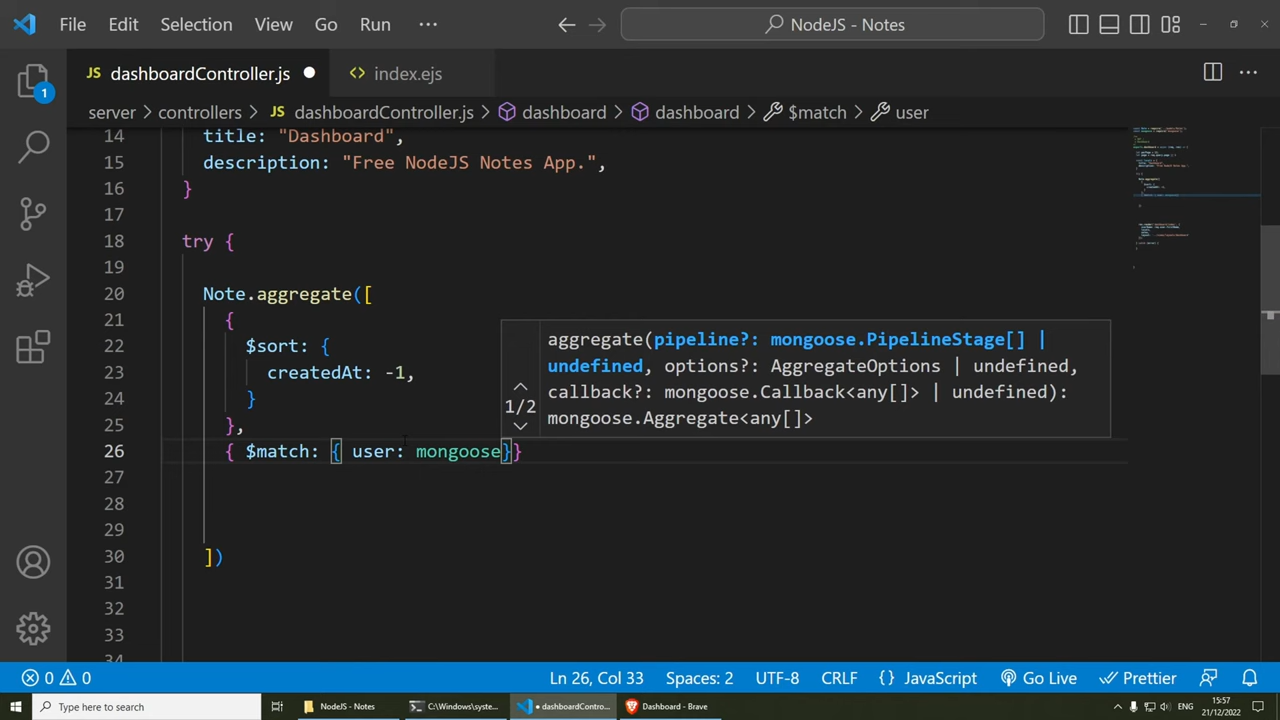 File Edit Selection View Go Run ··· NodeJS - Notes
JS dashboardController.js <> index.ejs
server > controllers > JS dashboardController.js > dashboard > dashboard > $match > user
1
14 title: "Dashboard",
15 description: "Free NodeJS Notes App.",
16 }
17
18 try {
19
20 Note.aggregate([
21 {
22 $sort: {
23 createdAt: -1,
24 }
25 },
26 { $match: { user: mongoose}}
27
28
29
30 ])
31
32
33
34
aggregate(pipeline?: mongoose.PipelineStage[] |
undefined, options?: AggregateOptions | undefined,
1/2
callback?: mongoose.Callback<any[]> | undefined):
mongoose.Aggregate<any[]>
0 0 Ln 26, Col 33 Spaces: 2 UTF-8 CRLF {} JavaScript Go Live Prettier
Type here to search NodeJS - Notes C:\Windows\syste... dashboardContro... Dashboard - Brave ENG 15:57
21/12/2022